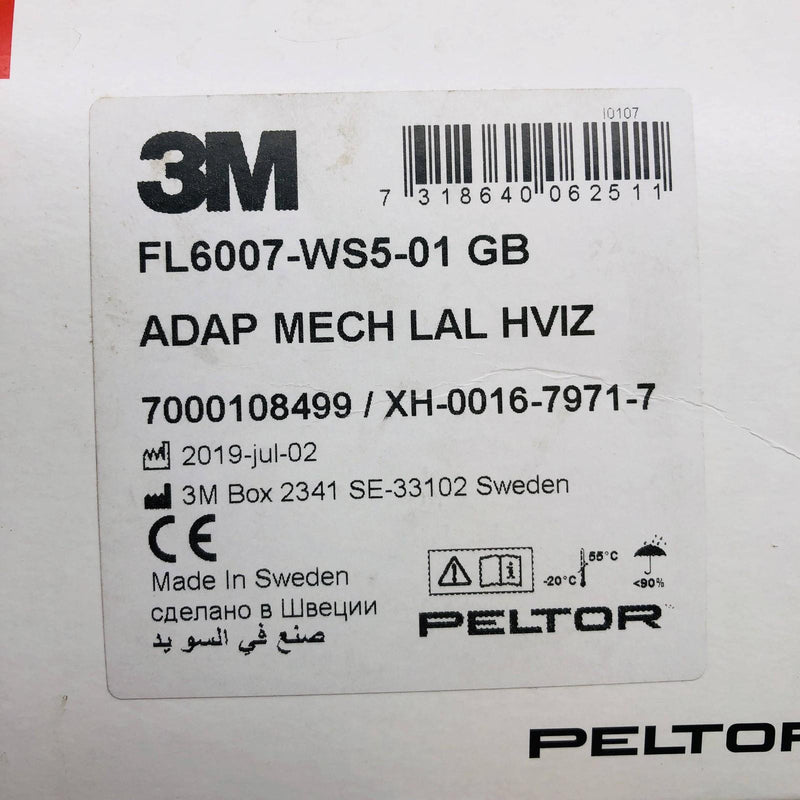 I0107
3M
7 318640 062511
FL6007-WS5-01 GB
ADAP MECH LAL HVIZ
7000108499 / XH-0016-7971-7
2019-jul-02
3M Box 2341 SE-33102 Sweden
CE
Made In Sweden
сделано в Швеции
صنع في السويد
i
-20°C
55°C
<90%
PELTOR™
PELTOR